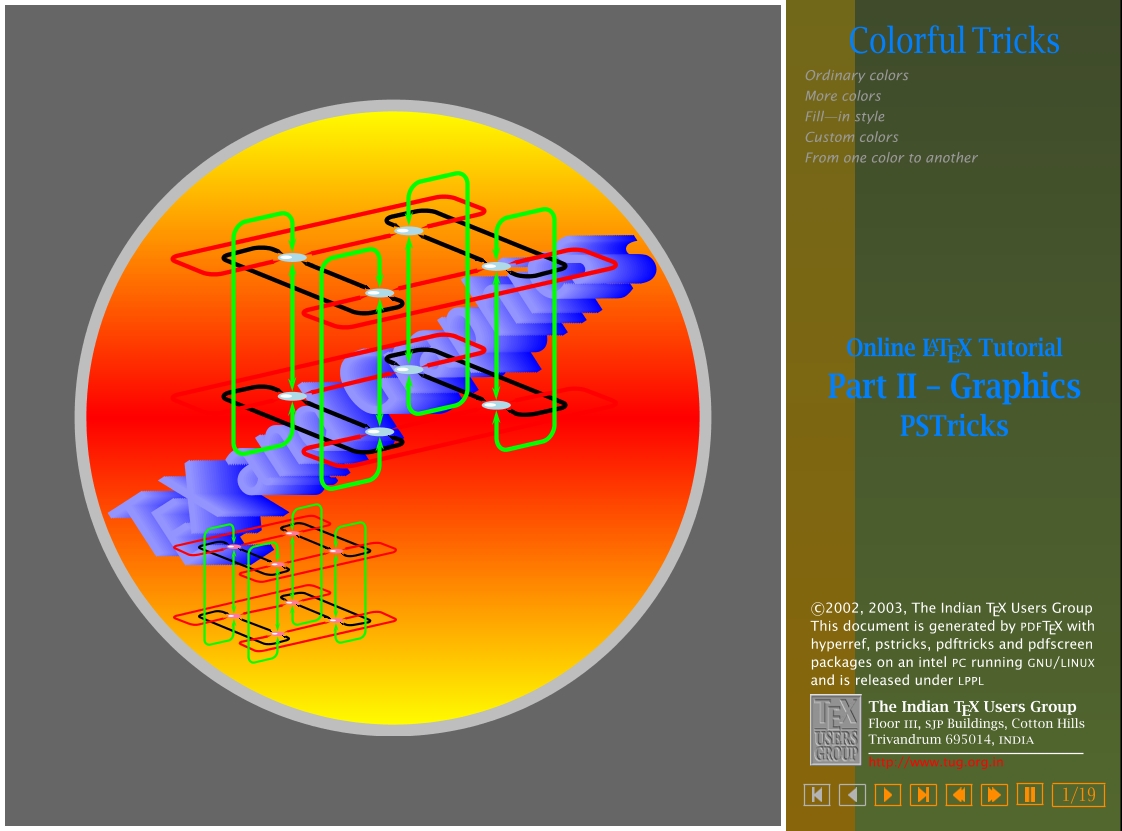 Colorful Tricks
Ordinary colors
More colors
Fill—in style
Custom colors
From one color to another
Online LATEX Tutorial
Part II – Graphics
PSTricks
©2002, 2003, The Indian TEX Users Group
This document is generated by PDFTEX with
hyperref, pstricks, pdftricks and pdfscreen
packages on an intel PC running GNU/LINUX
and is released under LPPL
TEX
USERS
GROUP
The Indian TEX Users Group
Floor III, SJP Buildings, Cotton Hills
Trivandrum 695014, INDIA
http://www.tug.org.in
1/19